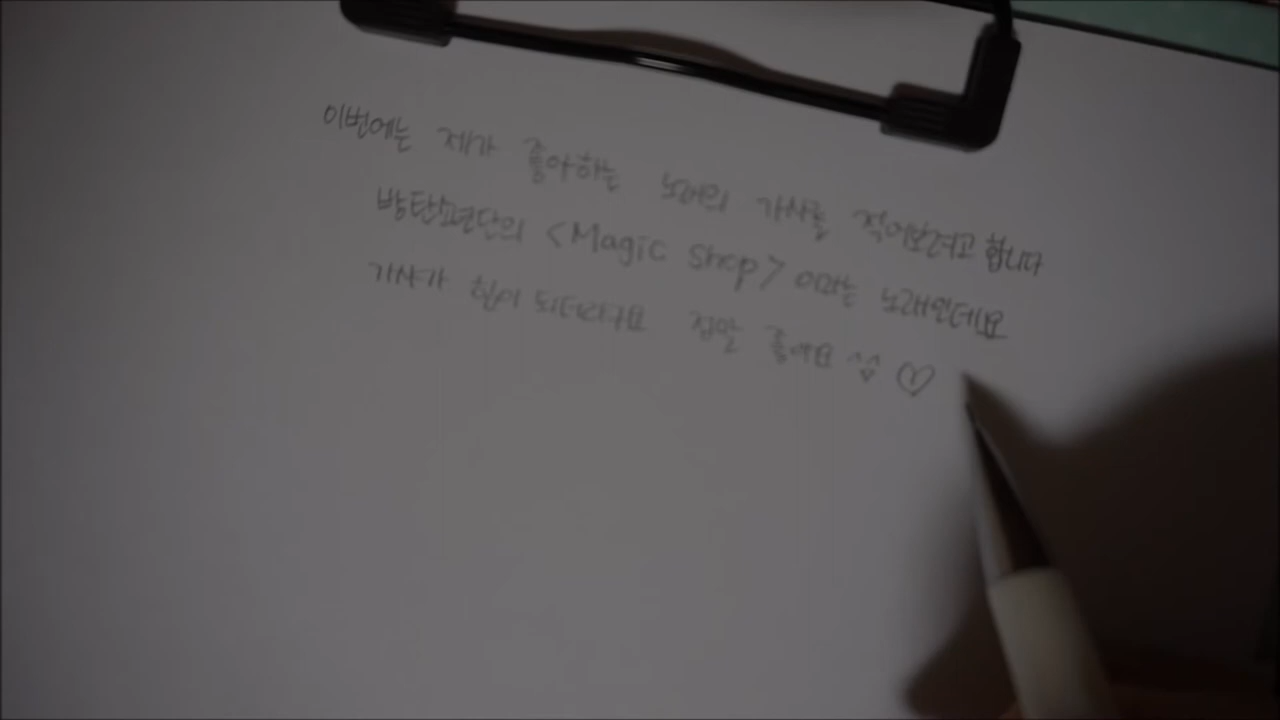 이번에는 제가 좋아하는 노래의 가사를 적어보려고 합니다
방탄소년단의 <Magic Shop> 이라는 노래인데요
가사가 힘이 되더라구요 정말 좋아요 ^^ ♡